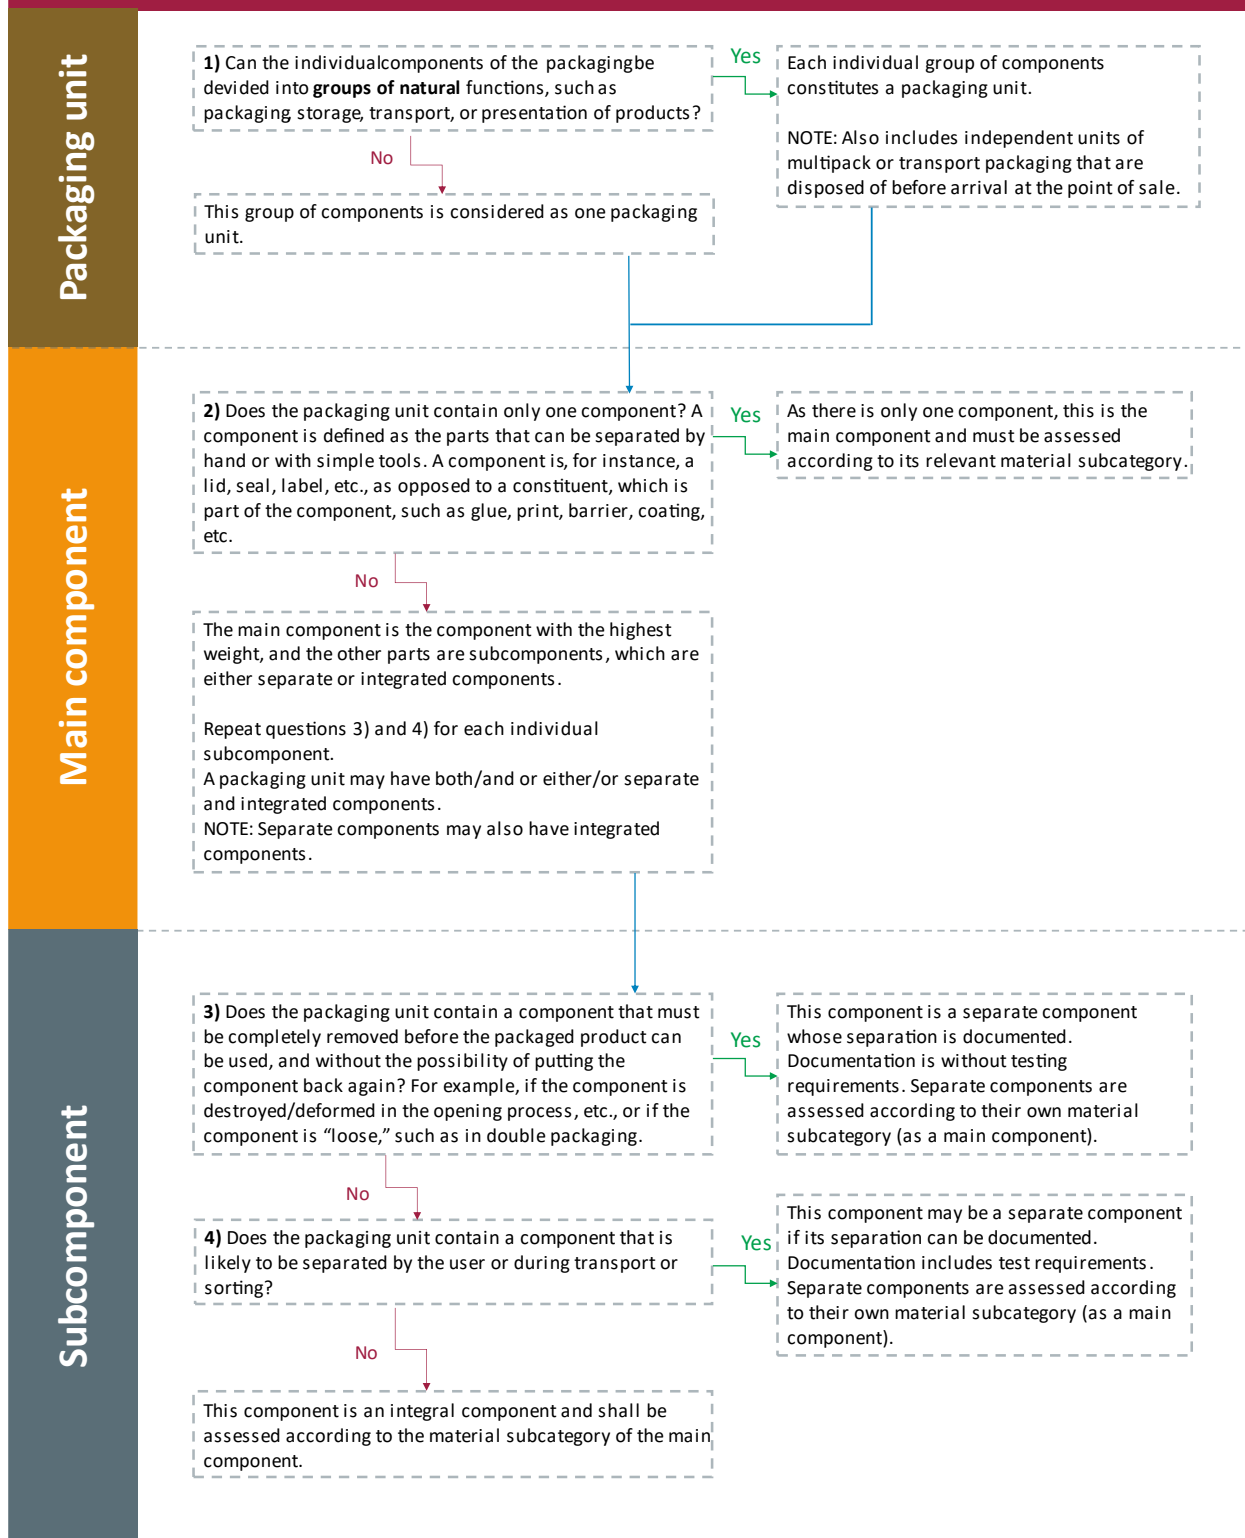 Packaging unit
1) Can the individualcomponents of the packagingbe
devided into groups of natural functions, such as
packaging, storage, transport, or presentation of products?
Yes
Each individual group of components
constitutes a packaging unit.
NOTE: Also includes independent units of
multipack or transport packaging that are
disposed of before arrival at the point of sale.
No
This group of components is considered as one packaging
unit.
Main component
2) Does the packaging unit contain only one component? A
component is defined as the parts that can be separated by
hand or with simple tools. A component is, for instance, a
lid, seal, label, etc., as opposed to a constituent, which is
part of the component, such as glue, print, barrier, coating,
etc.
Yes
As there is only one component, this is the
main component and must be assessed
according to its relevant material subcategory.
No
The main component is the component with the highest
weight, and the other parts are subcomponents, which are
either separate or integrated components.
Repeat questions 3) and 4) for each individual
subcomponent.
A packaging unit may have both/and or either/or separate
and integrated components.
NOTE: Separate components may also have integrated
components.
Subcomponent
3) Does the packaging unit contain a component that must
be completely removed before the packaged product can
be used, and without the possibility of putting the
component back again? For example, if the component is
destroyed/deformed in the opening process, etc., or if the
component is “loose,” such as in double packaging.
Yes
This component is a separate component
whose separation is documented.
Documentation is without testing
requirements. Separate components are
assessed according to their own material
subcategory (as a main component).
No
4) Does the packaging unit contain a component that is
likely to be separated by the user or during transport or
sorting?
Yes
This component may be a separate component
if its separation can be documented.
Documentation includes test requirements.
Separate components are assessed according
to their own material subcategory (as a main
component).
No
This component is an integral component and shall be
assessed according to the material subcategory of the main
component.